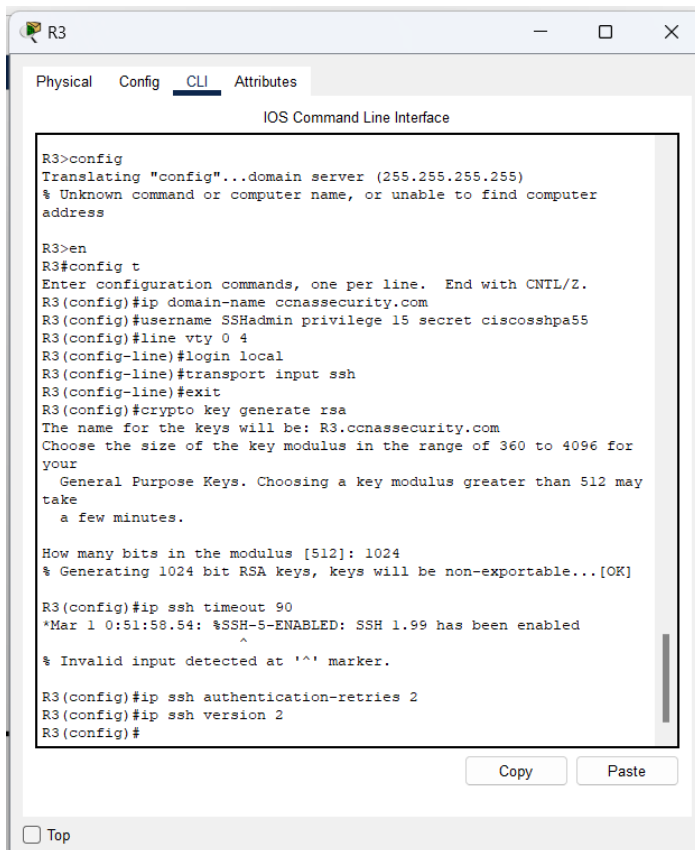 R3
Physical Config CLI Attributes
IOS Command Line Interface
R3>config
Translating "config"...domain server (255.255.255.255)
% Unknown command or computer name, or unable to find computer
address
R3>en
R3#config t
Enter configuration commands, one per line.  End with CNTL/Z.
R3(config)#ip domain-name ccnassecurity.com
R3(config)#username SSHadmin privilege 15 secret ciscosshpa55
R3(config)#line vty 0 4
R3(config-line)#login local
R3(config-line)#transport input ssh
R3(config-line)#exit
R3(config)#crypto key generate rsa
The name for the keys will be: R3.ccnassecurity.com
Choose the size of the key modulus in the range of 360 to 4096 for
your
  General Purpose Keys. Choosing a key modulus greater than 512 may
take
  a few minutes.
How many bits in the modulus [512]: 1024
% Generating 1024 bit RSA keys, keys will be non-exportable...[OK]
R3(config)#ip ssh timeout 90
*Mar 1 0:51:58.54: %SSH-5-ENABLED: SSH 1.99 has been enabled
^
% Invalid input detected at '^' marker.
R3(config)#ip ssh authentication-retries 2
R3(config)#ip ssh version 2
R3(config)#
Copy Paste
Top